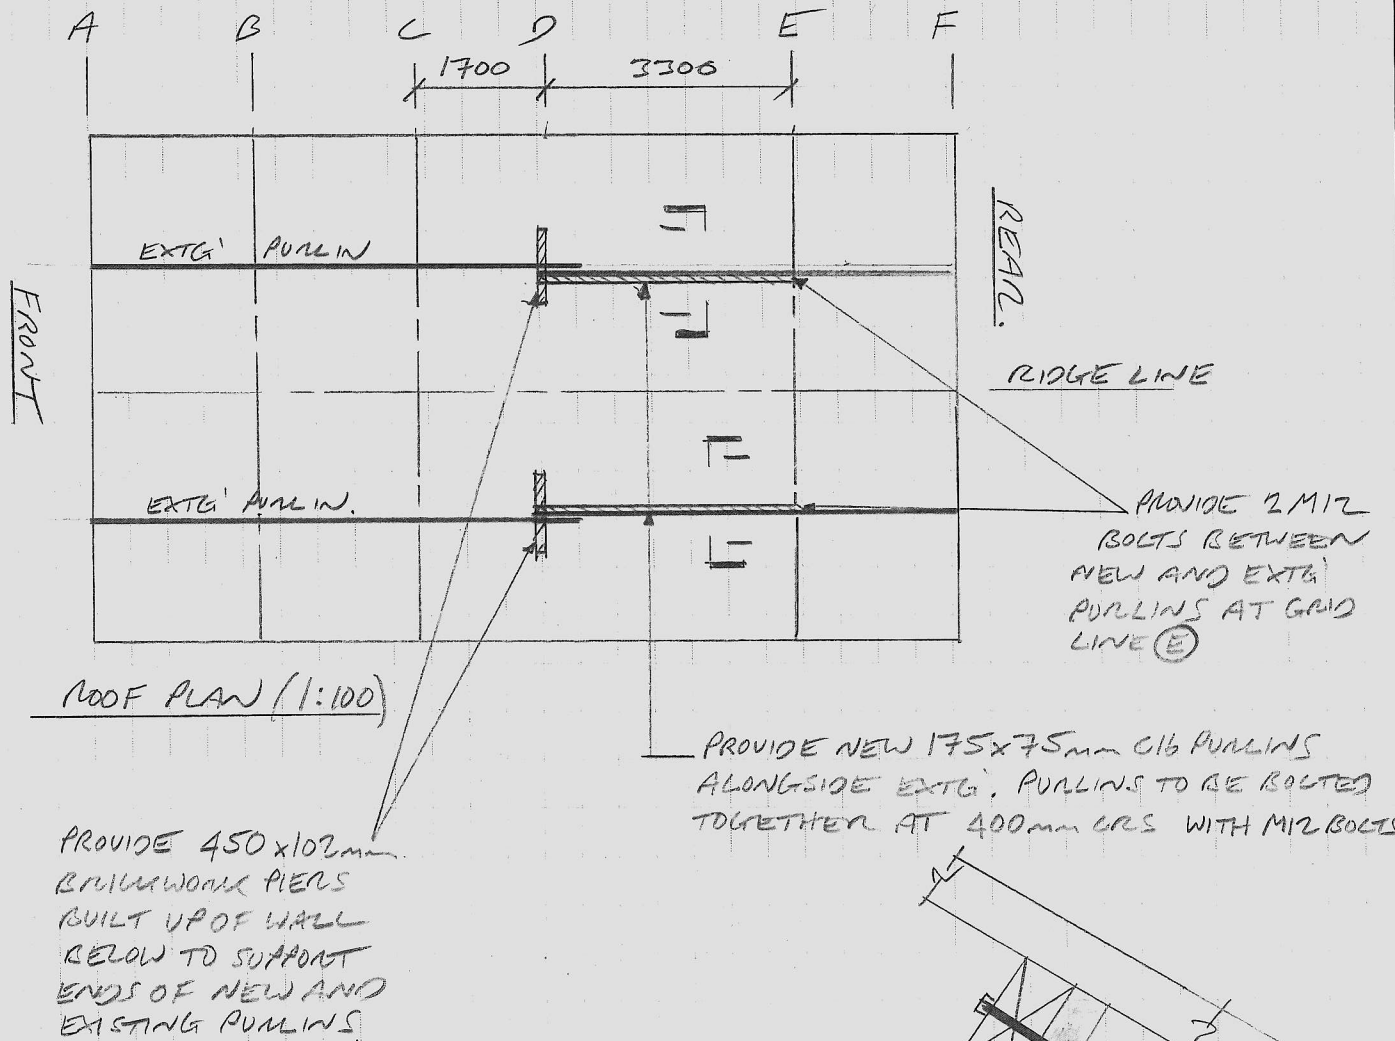 A B C D E F
1700 3300
EXTG' PURLIN
FRONT
REAR.
RIDGE LINE
EXTG' PURLIN.
PROVIDE 2 M12
BOLTS BETWEEN
NEW AND EXTG'
PURLINS AT GRID
LINE (E)
ROOF PLAN (1:100)
PROVIDE NEW 175x75mm C16 PURLINS
ALONGSIDE EXTG'. PURLINS TO BE BOLTED
TOGETHER AT 400mm CRS WITH M12 BOLTS
PROVIDE 450x102mm
BRICKWORK PIERS
BUILT UP OF WALL
BELOW TO SUPPORT
ENDS OF NEW AND
EXISTING PURLINS